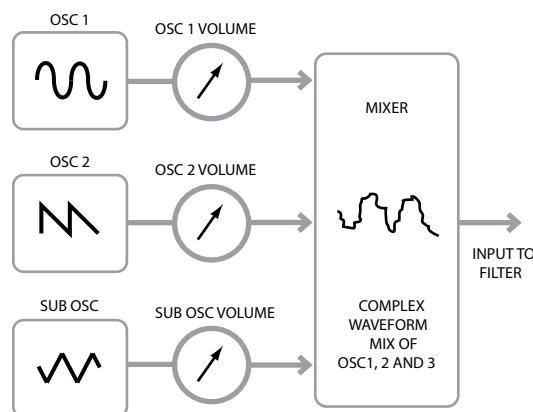 OSC 1
OSC 1 VOLUME
MIXER
OSC 2
OSC 2 VOLUME
INPUT TO
FILTER
SUB OSC
SUB OSC VOLUME
COMPLEX
WAVEFORM
MIX OF
OSC1, 2 AND 3